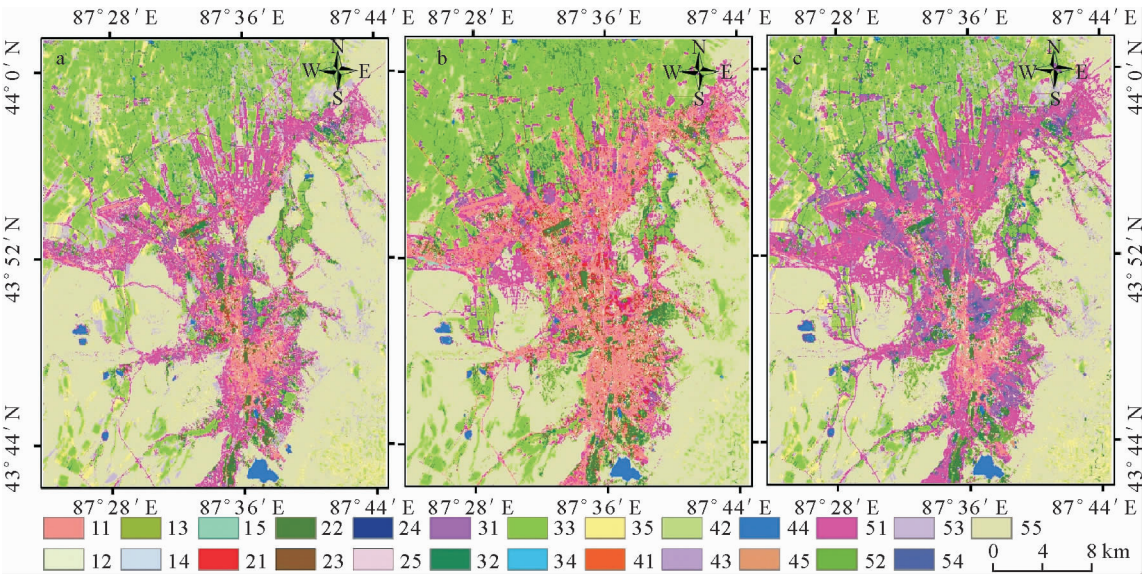 87° 28′ E 87° 36′ E 87° 44′ E 87° 28′ E 87° 36′ E 87° 44′ E 87° 28′ E 87° 36′ E 87° 44′ E
a N W E S
b N W E S
c N W E S
44° 0′ N 44° 0′ N
43° 52′ N 43° 52′ N
43° 44′ N 43° 44′ N
87° 28′ E 87° 36′ E 87° 44′ E 87° 28′ E 87° 36′ E 87° 44′ E 87° 28′ E 87° 36′ E 87° 44′ E
11 13 15 22 24 31 33 35 42 44 51 53 55
12 14 21 23 25 32 34 41 43 45 52 54 0 4 8 km